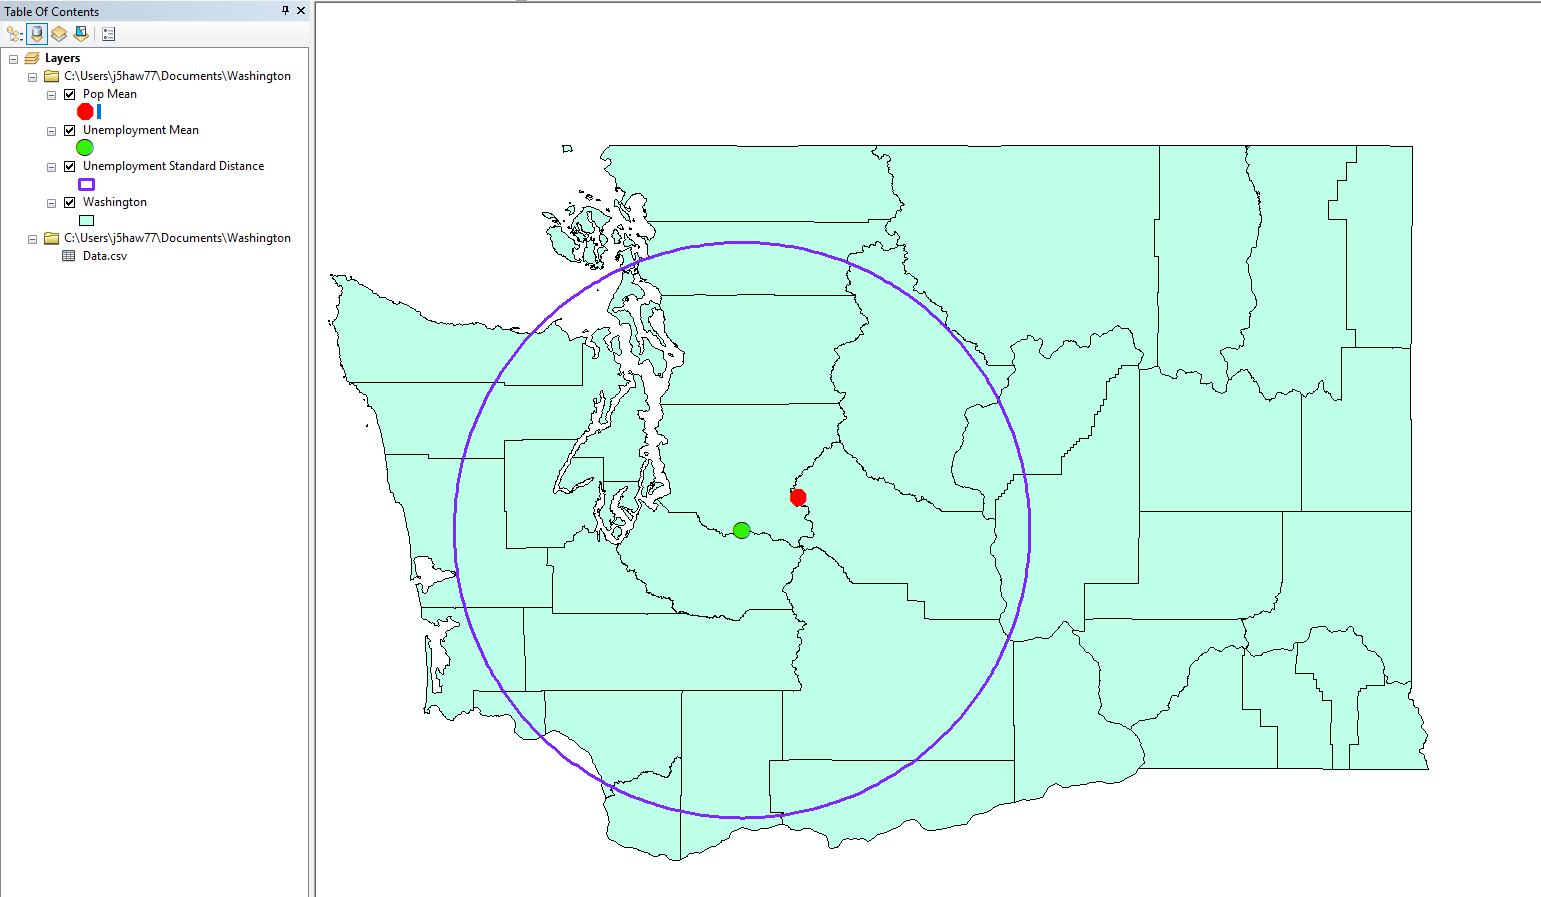 Table Of Contents
Layers
C:\Users\j5haw77\Documents\Washington
Pop Mean
Unemployment Mean
Unemployment Standard Distance
Washington
C:\Users\j5haw77\Documents\Washington
Data.csv